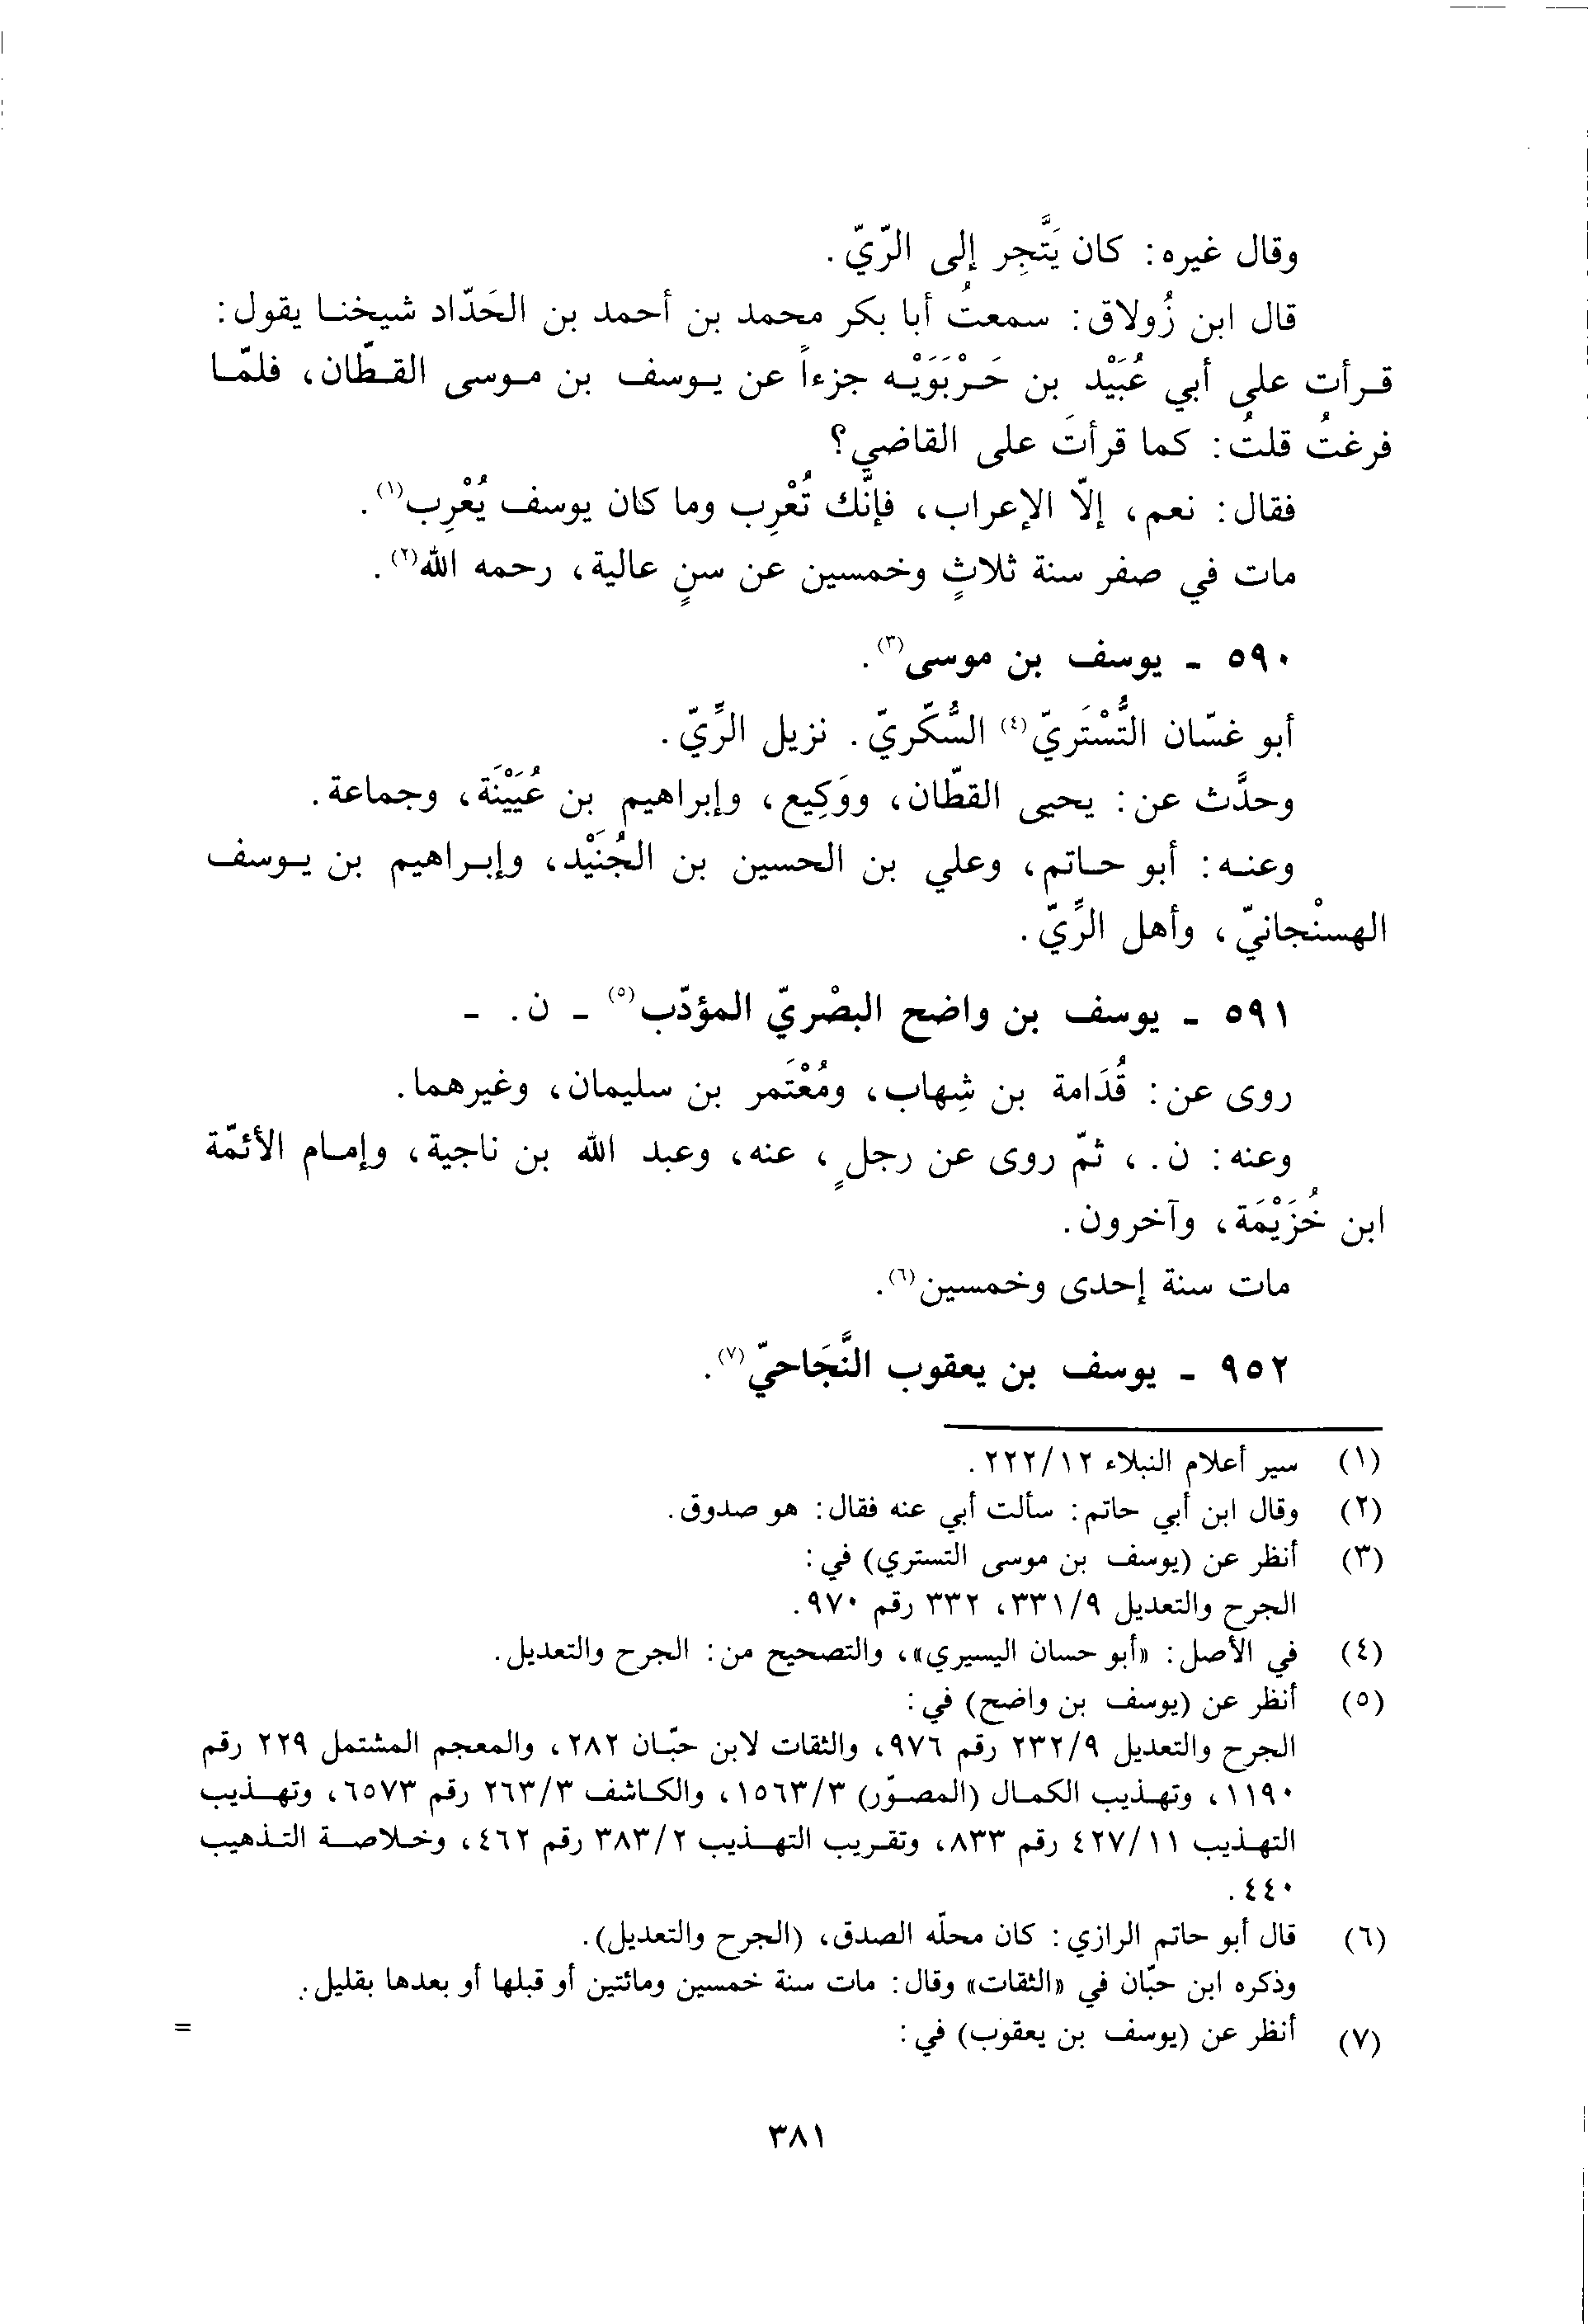 وقال غيره: كان يَتَّجِر إلى الرّيّ.
قال ابن زُولاق: سمعتُ أبا بكر محمد بن أحمد بن الحَدّاد شيخنا يقول:
قرأت على أبي عُبَيْد بن حَرْبَوَيْه جزءاً عن يوسف بن موسى القطّان، فلمّا
فرغتُ قلتُ: كما قرأتَ على القاضي؟
فقال: نعم، إلّا الإعراب، فإنَّك تُعْرِب وما كان يوسف يُعْرِب(١).
مات في صفر سنة ثلاثٍ وخمسين عن سنٍ عالية، رحمه الله(٢).
٥٩٠ - يوسف بن موسى(٣).
أبو غسّان التُّسْتَريّ(٤) السُّكّريّ. نزيل الرَّيّ.
وحدَّث عن: يحيى القطّان، ووَكِيع، وإبراهيم بن عُيَيْنَة، وجماعة.
وعنه: أبو حاتم، وعلي بن الحسين بن الجُنَيْد، وإبراهيم بن يوسف
الهسنْجانيّ، وأهل الرَّيّ.
٥٩١ - يوسف بن واضح البصْريّ المؤدّب(٥) - ن. -
روى عن: قُدَامة بن شِهاب، ومُعْتَمر بن سليمان، وغيرهما.
وعنه: ن.، ثمّ روى عن رجلٍ، عنه، وعبد الله بن ناجية، وإمام الأئمّة
ابن خُزَيْمَة، وآخرون.
مات سنة إحدى وخمسين(٦).
٩٥٢ - يوسف بن يعقوب النَّجَاحيّ(٧).
(١) سير أعلام النبلاء ٢٢٢/١٢.
(٢) وقال ابن أبي حاتم: سألت أبي عنه فقال: هو صدوق.
(٣) أنظر عن (يوسف بن موسى التستري) في:
الجرح والتعديل ٣٣١/٩، ٣٣٢ رقم ٩٧٠.
(٤) في الأصل: «أبو حسان اليسيري»، والتصحيح من: الجرح والتعديل.
(٥) أنظر عن (يوسف بن واضح) في:
الجرح والتعديل ٢٣٢/٩ رقم ٩٧٦، والثقات لابن حبّان ٢٨٢، والمعجم المشتمل ٢٢٩ رقم
١١٩٠، وتهذيب الكمال (المصوّر) ١٥٦٣/٣، والكاشف ٢٦٣/٣ رقم ٦٥٧٣، وتهذيب
التهذيب ٤٢٧/١١ رقم ٨٣٣، وتقريب التهذيب ٣٨٣/٢ رقم ٤٦٢، وخلاصة التذهيب
٤٤٠.
(٦) قال أبو حاتم الرازي: كان محلّه الصدق، (الجرح والتعديل).
وذكره ابن حبّان في «الثقات» وقال: مات سنة خمسين ومائتين أو قبلها أو بعدها بقليل.
(٧) أنظر عن (يوسف بن يعقوب) في: =
٣٨١